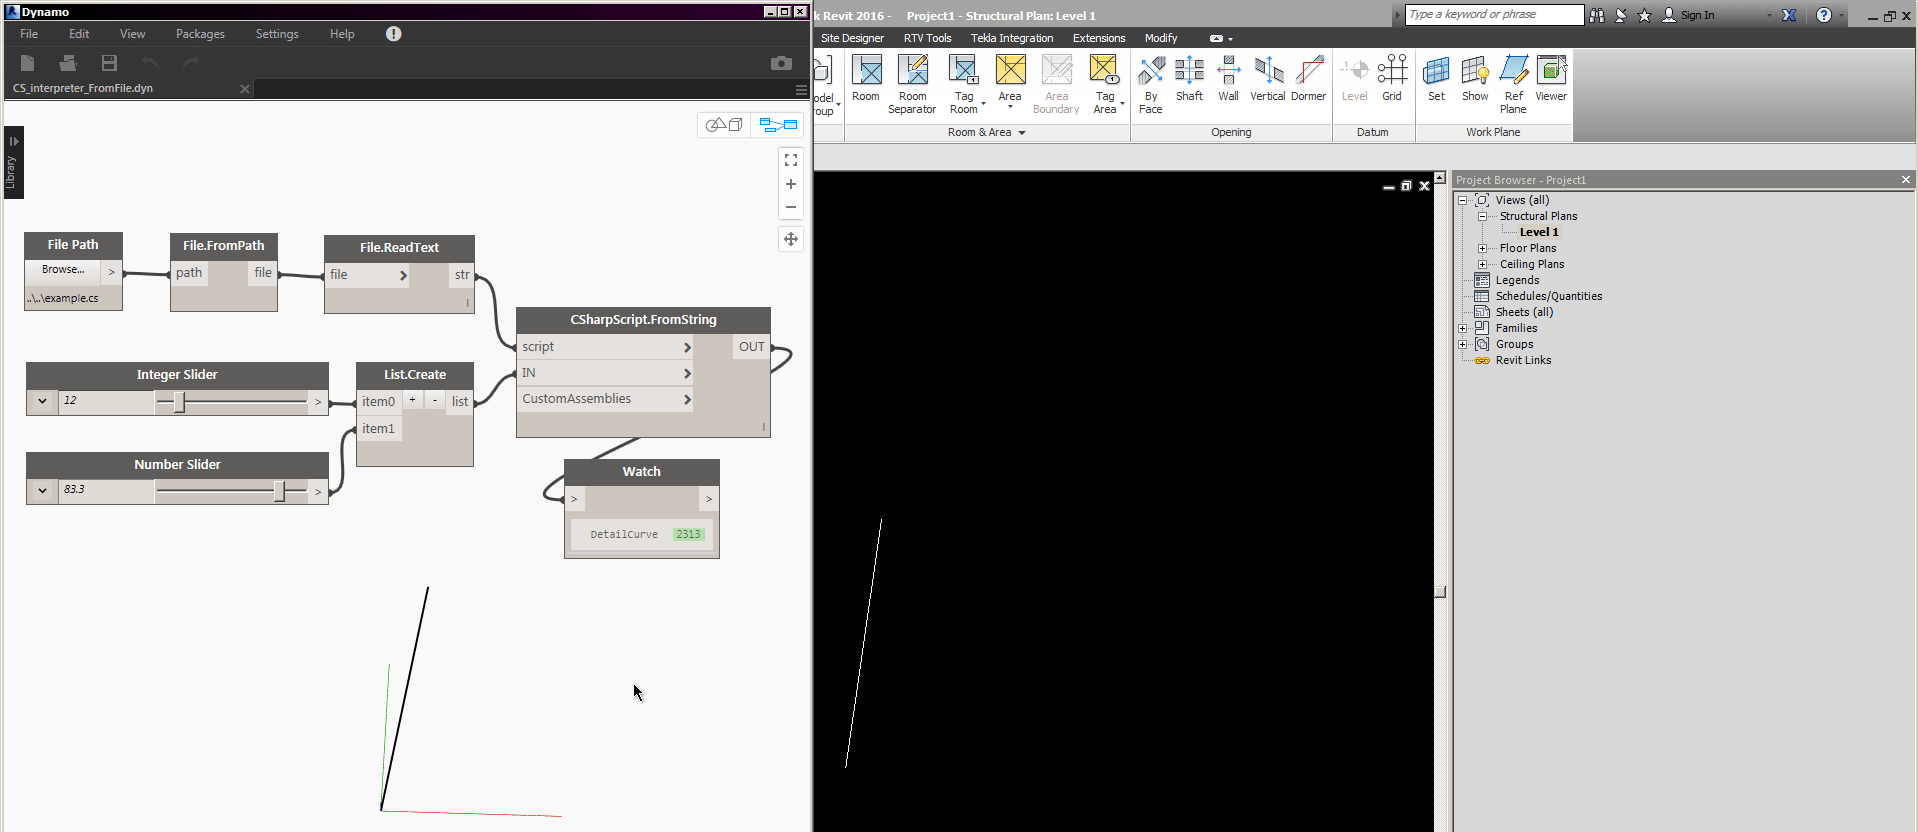 Dynamo
File Edit View Packages Settings Help
CS_interpreter_FromFile.dyn
Library
File Path
Browse... >
..\..\example.cs
File.FromPath
path file
File.ReadText
file > str
l
CSharpScript.FromString
script > OUT
IN >
CustomAssemblies >
l
Integer Slider
12 >
Number Slider
83.3 >
List.Create
item0 + - list
item1
Watch
> >
DetailCurve 2313
k Revit 2016 - Project1 - Structural Plan: Level 1
Type a keyword or phrase
Sign In
Site Designer RTV Tools Tekla Integration Extensions Modify
odel
roup
Room
Room
Separator
Tag
Room
Area
Area
Boundary
Tag
Area
By
Face
Shaft
Wall
Vertical
Dormer
Level
Grid
Set
Show
Ref
Plane
Viewer
Room & Area
Opening
Datum
Work Plane
Project Browser - Project1
Views (all)
Structural Plans
Level 1
Floor Plans
Ceiling Plans
Legends
Schedules/Quantities
Sheets (all)
Families
Groups
Revit Links